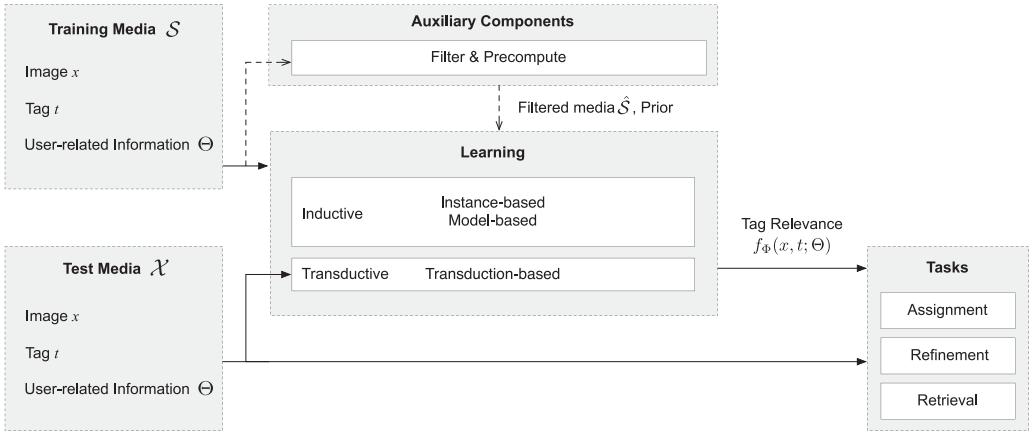 Training Media 𝒮
Image x
Tag t
User-related Information Θ
Auxiliary Components
Filter & Precompute
Filtered media 𝒮̂, Prior
Learning
Inductive
Instance-based
Model-based
Transductive
Transduction-based
Tag Relevance
f_Φ(x, t; Θ)
Test Media 𝒳
Image x
Tag t
User-related Information Θ
Tasks
Assignment
Refinement
Retrieval